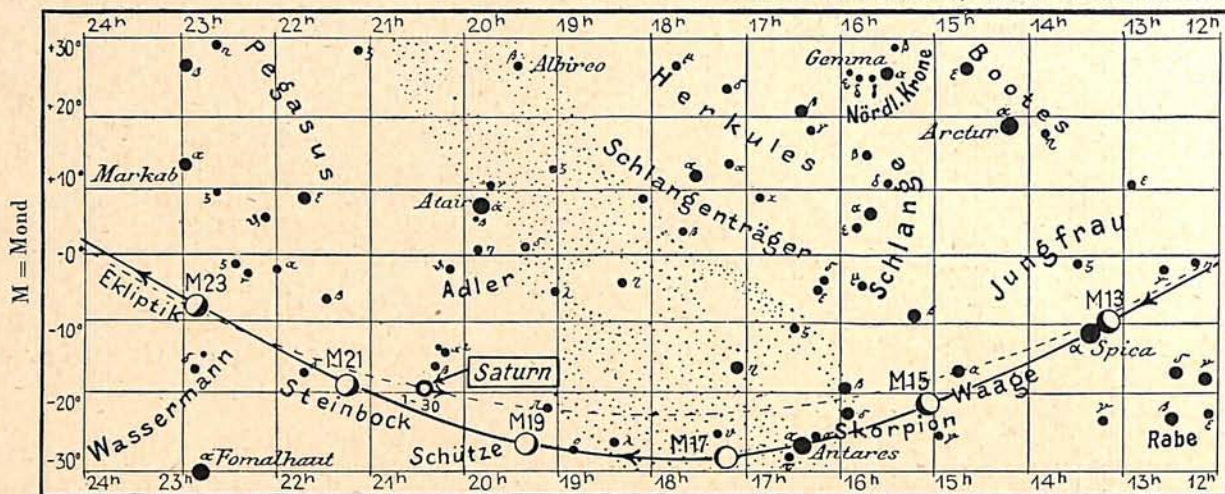 24h 23h 22h 21h 20h 19h 18h 17h 16h 15h 14h 13h 12h
+30°
η
Pegasus
ζ
β
β
Albireo
μ
Herkules
δ
Gemma
β
α
ε δ γ
Nördl. Krone
ε
Bootes
+20°
β
γ
α
Arctur
η
Markab
α
ζ
ε
+10°
Atair
α
γ
β
ζ
Schlangenträger
α
α
κ
β
δ
α
ε
Schlange
ε
M = Mond
-0°
Ekliptik
M23
ζ
η
α
β
η
δ
Adler
λ
β
δ
ε
μ
β
Jungfrau
ζ
γ
η
M13
-10°
δ
Wassermann
M21
Steinbock
α²
β
Saturn
1-30
ζ
η
α
Spica
M15
α
Waage
δ
γ
-20°
π
M19
Schütze
λ
M17
β
δ
Skorpion
α
Antares
τ
γ
β
ε
Rabe
-30°
α Fomalhaut
24h 23h 22h 21h 20h 19h 18h 17h 16h 15h 14h 13h 12h